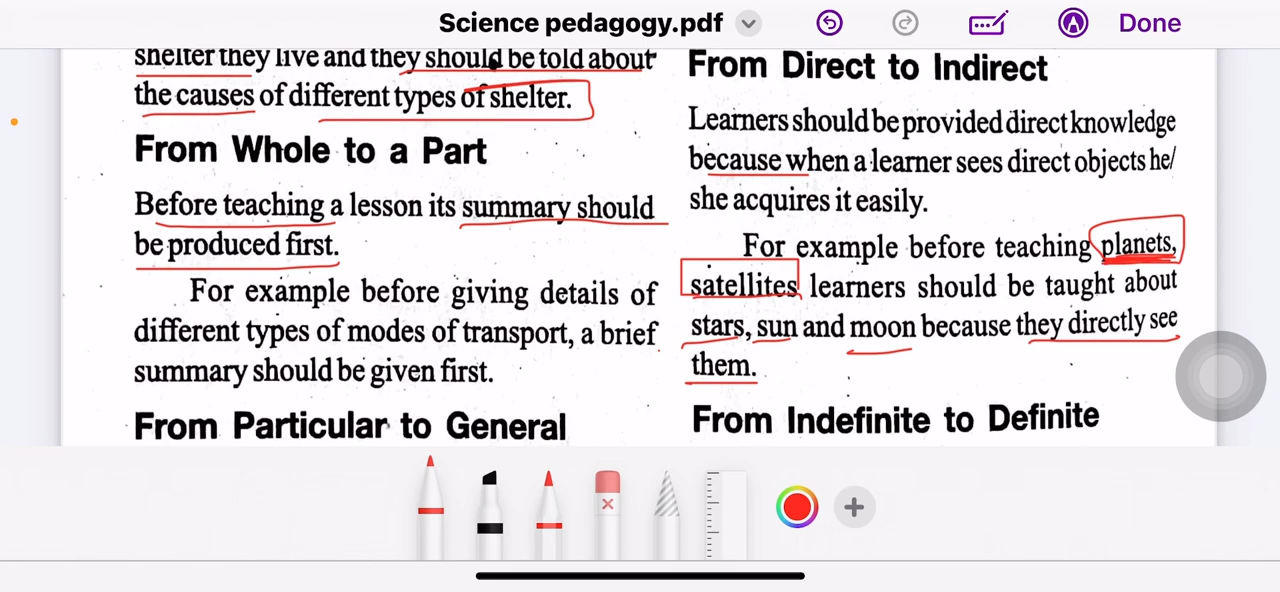 Science pedagogy.pdf
Done
shelter they live and they should be told about
the causes of different types of shelter.
From Whole to a Part
Before teaching a lesson its summary should
be produced first.
For example before giving details of
different types of modes of transport, a brief
summary should be given first.
From Particular to General
From Direct to Indirect
Learners should be provided direct knowledge
because when a learner sees direct objects he/
she acquires it easily.
For example before teaching planets,
satellites learners should be taught about
stars, sun and moon because they directly see
them.
From Indefinite to Definite